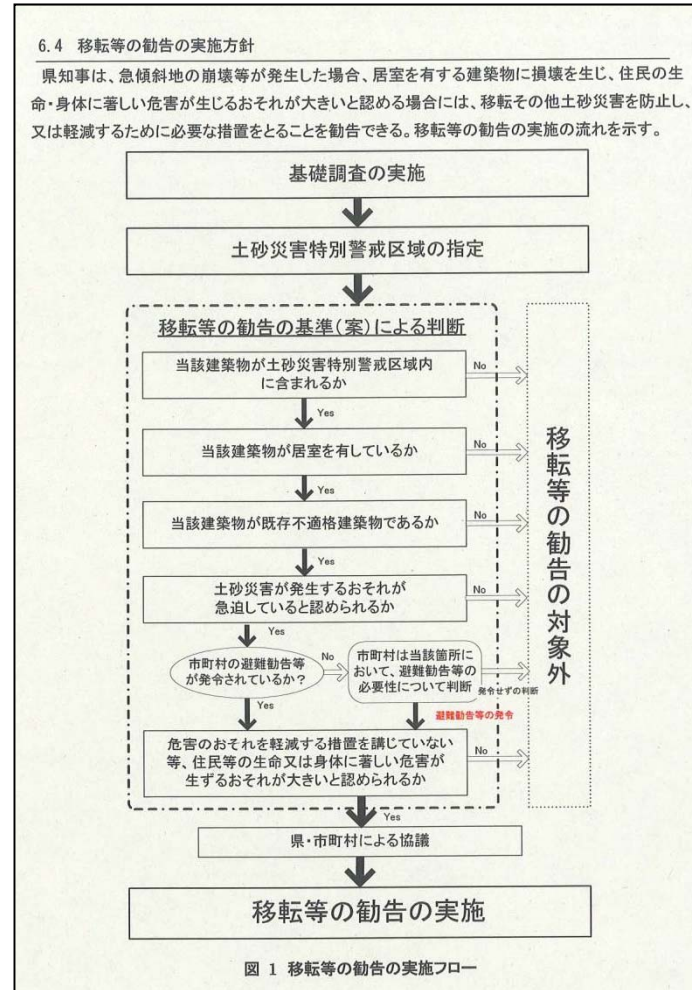 6.4 移転等の勧告の実施方針
県知事は、急傾斜地の崩壊等が発生した場合、居室を有する建築物に損壊を生じ、住民の生
命・身体に著しい危害が生じるおそれが大きいと認める場合には、移転その他土砂災害を防止し、
又は軽減するために必要な措置をとることを勧告できる。移転等の勧告の実施の流れを示す。
基礎調査の実施
土砂災害特別警戒区域の指定
移転等の勧告の基準(案)による判断
当該建築物が土砂災害特別警戒区域内
に含まれるか
No
Yes
当該建築物が居室を有しているか
No
Yes
当該建築物が既存不適格建築物であるか
No
Yes
土砂災害が発生するおそれが
急迫していると認められるか
No
Yes
市町村の避難勧告等
が発令されているか?
No
市町村は当該箇所に
おいて、避難勧告等の
必要性について判断
発令せずの判断
Yes
避難勧告等の発令
危害のおそれを軽減する措置を講じていない
等、住民等の生命又は身体に著しい危害が
生ずるおそれが大きいと認められるか
No
Yes
移転等の勧告の対象外
県・市町村による協議
移転等の勧告の実施
図 1 移転等の勧告の実施フロー